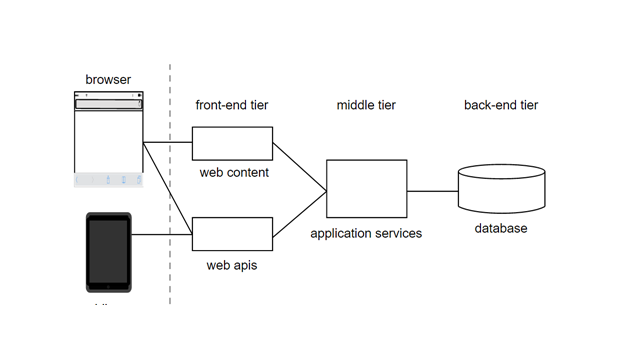 browser
front-end tier
middle tier
back-end tier
web content
application services
database
web apis